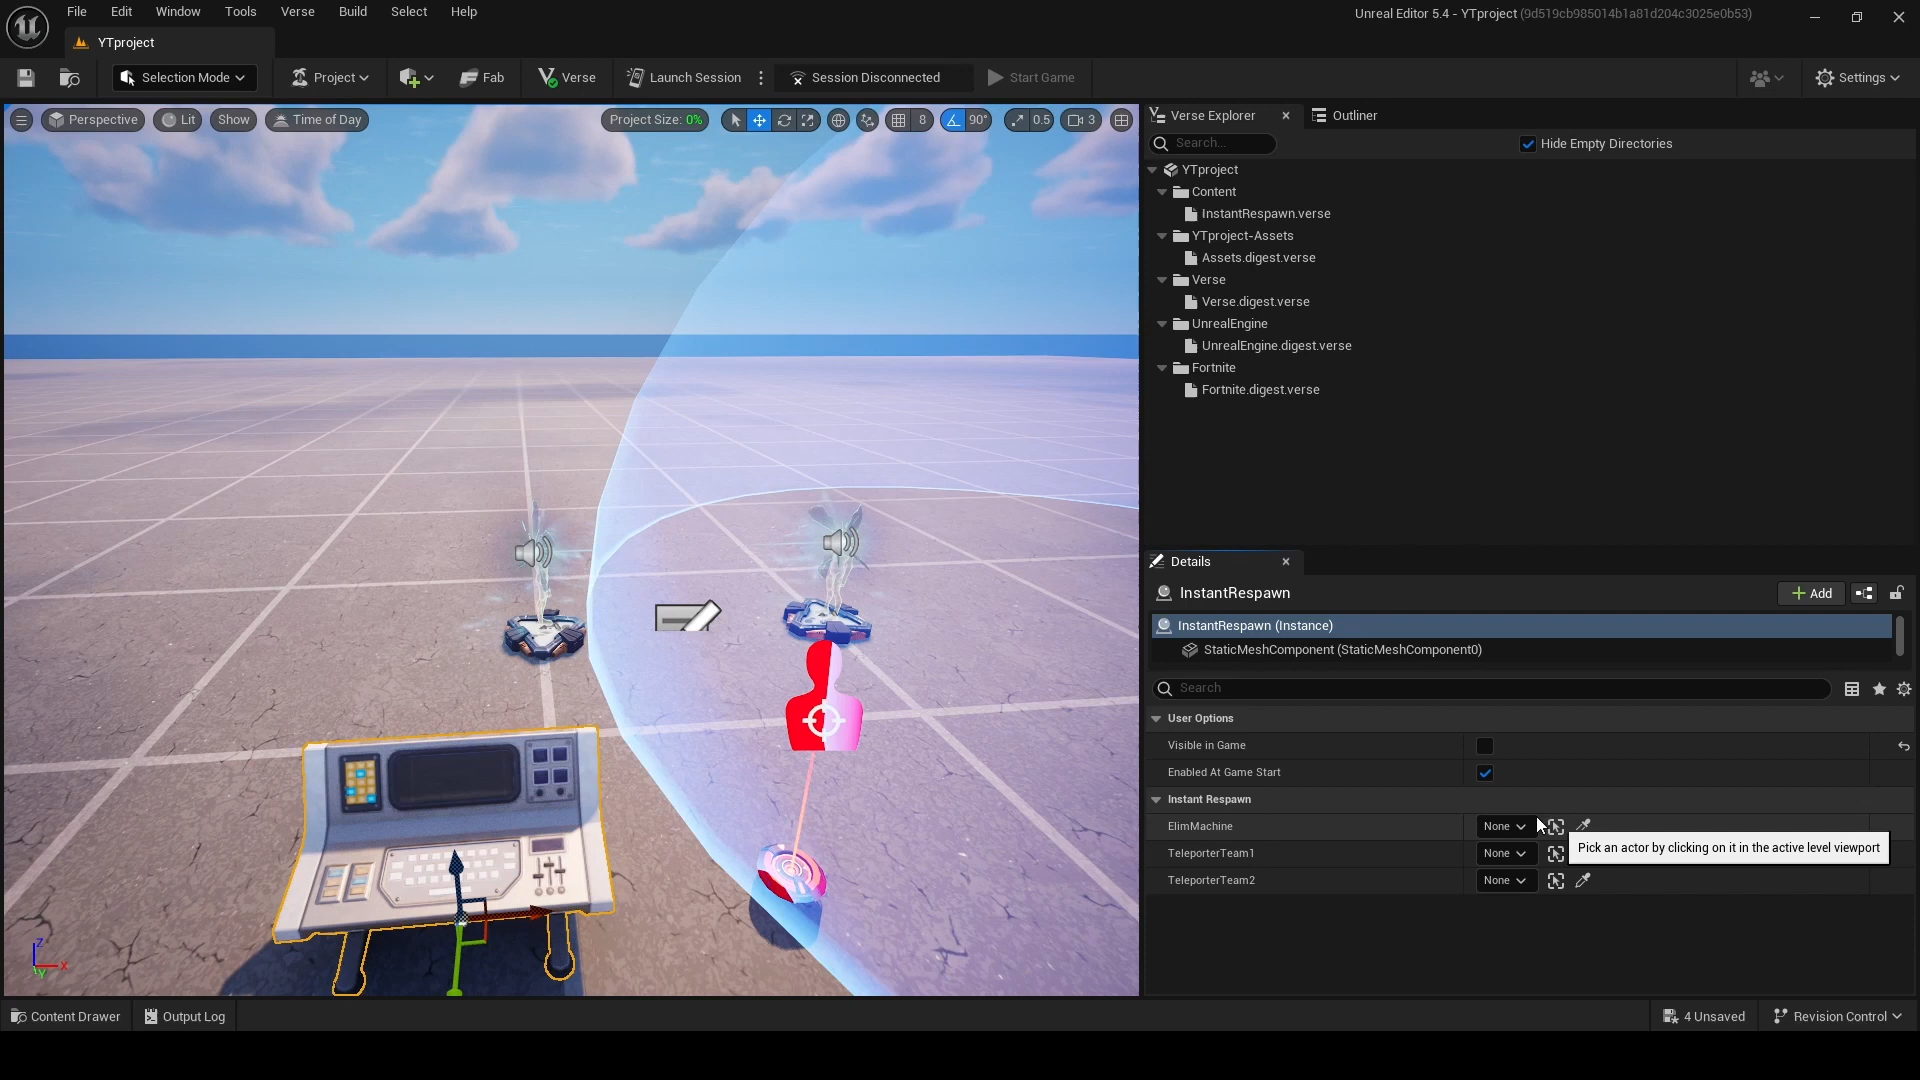 File Edit Window Tools Verse Build Select Help
Unreal Editor 5.4 - YTproject (9d519cb985014b1a81d204c3025e0b53)
YTproject
Selection Mode
Project
Fab
Verse
Launch Session
Session Disconnected
Start Game
Settings
Perspective
Lit
Show
Time of Day
Project Size: 0%
8
90°
0.5
3
Verse Explorer
Outliner
Search...
Hide Empty Directories
YTproject
Content
InstantRespawn.verse
YTproject-Assets
Assets.digest.verse
Verse
Verse.digest.verse
UnrealEngine
UnrealEngine.digest.verse
Fortnite
Fortnite.digest.verse
Details
InstantRespawn
Add
InstantRespawn (Instance)
StaticMeshComponent (StaticMeshComponent0)
Search
User Options
Visible in Game
Enabled At Game Start
Instant Respawn
ElimMachine
None
TeleporterTeam1
None
Pick an actor by clicking on it in the active level viewport
TeleporterTeam2
None
Z
X
Y
Content Drawer
Output Log
4 Unsaved
Revision Control